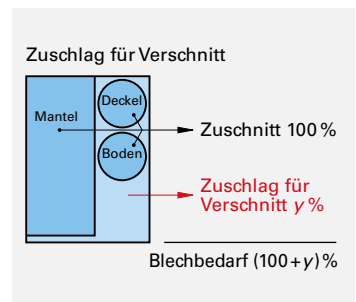 Zuschlag für Verschnitt
Deckel
Mantel
Zuschnitt 100 %
Boden
Zuschlag für
Verschnitt y %
Blechbedarf (100 + y) %